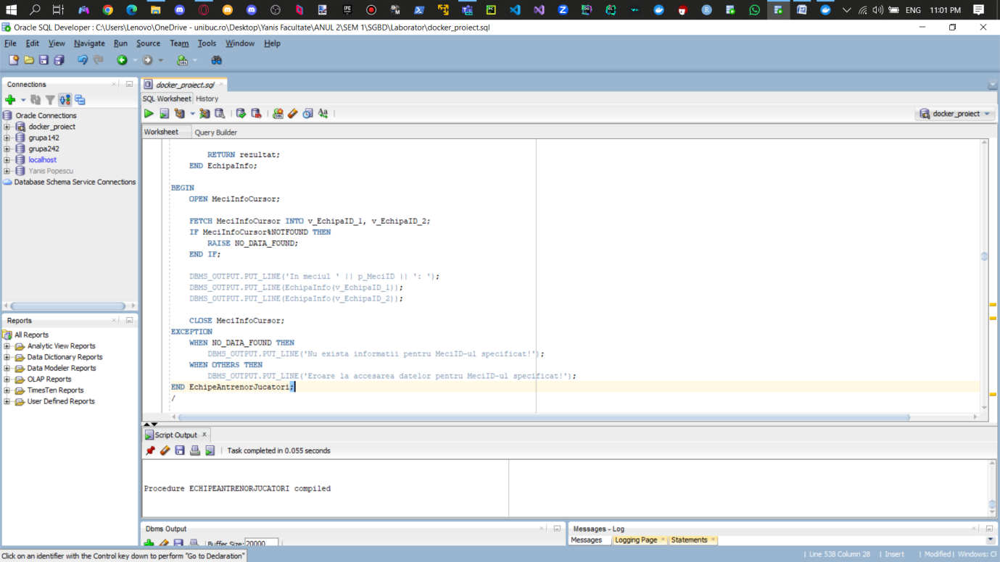 ENG 11:01 PM
Oracle SQL Developer : C:\Users\Lenovo\OneDrive - unibuc.ro\Desktop\Yanis Facultate\ANUL 2\SEM 1\SGBD\Laborator\docker_proiect.sql
File Edit View Navigate Run Source Team Tools Window Help
Connections
Oracle Connections
docker_proiect
grupa142
grupa242
localhost
Yanis Popescu
Database Schema Service Connections
Reports
All Reports
Analytic View Reports
Data Dictionary Reports
Data Modeler Reports
OLAP Reports
TimesTen Reports
User Defined Reports
docker_proiect.sql
SQL Worksheet History
docker_proiect
Worksheet Query Builder
RETURN rezultat;
END EchipaInfo;
BEGIN
OPEN MeciInfoCursor;
FETCH MeciInfoCursor INTO v_EchipaID_1, v_EchipaID_2;
IF MeciInfoCursor%NOTFOUND THEN
RAISE NO_DATA_FOUND;
END IF;
DBMS_OUTPUT.PUT_LINE('In meciul ' || p_MeciID || ': ');
DBMS_OUTPUT.PUT_LINE(EchipaInfo(v_EchipaID_1));
DBMS_OUTPUT.PUT_LINE(EchipaInfo(v_EchipaID_2));
CLOSE MeciInfoCursor;
EXCEPTION
WHEN NO_DATA_FOUND THEN
DBMS_OUTPUT.PUT_LINE('Nu exista informatii pentru MeciID-ul specificat!');
WHEN OTHERS THEN
DBMS_OUTPUT.PUT_LINE('Eroare la accesarea datelor pentru MeciID-ul specificat!');
END EchipeAntrenorJucatori;
/
Script Output
Task completed in 0.055 seconds
Procedure ECHIPEANTRENORJUCATORI compiled
Dbms Output
Buffer Size: 20000
Messages - Log
Messages Logging Page Statements
Click on an identifier with the Control key down to perform "Go to Declaration"
Line 538 Column 28 | Insert | Modified | Windows: CF